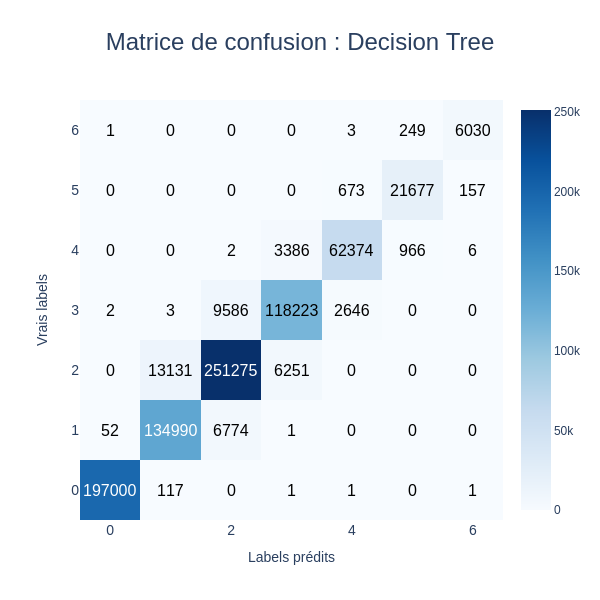 Matrice de confusion : Decision Tree
250k
6 1 0 0 0 3 249 6030
5 0 0 0 0 673 21677 157
200k
4 0 0 2 3386 62374 966 6
150k
Vrais labels
3 2 3 9586 118223 2646 0 0
100k
2 0 13131 251275 6251 0 0 0
1 52 134990 6774 1 0 0 0
50k
0 197000 117 0 1 1 0 1
0
0 2 4 6
Labels prédits